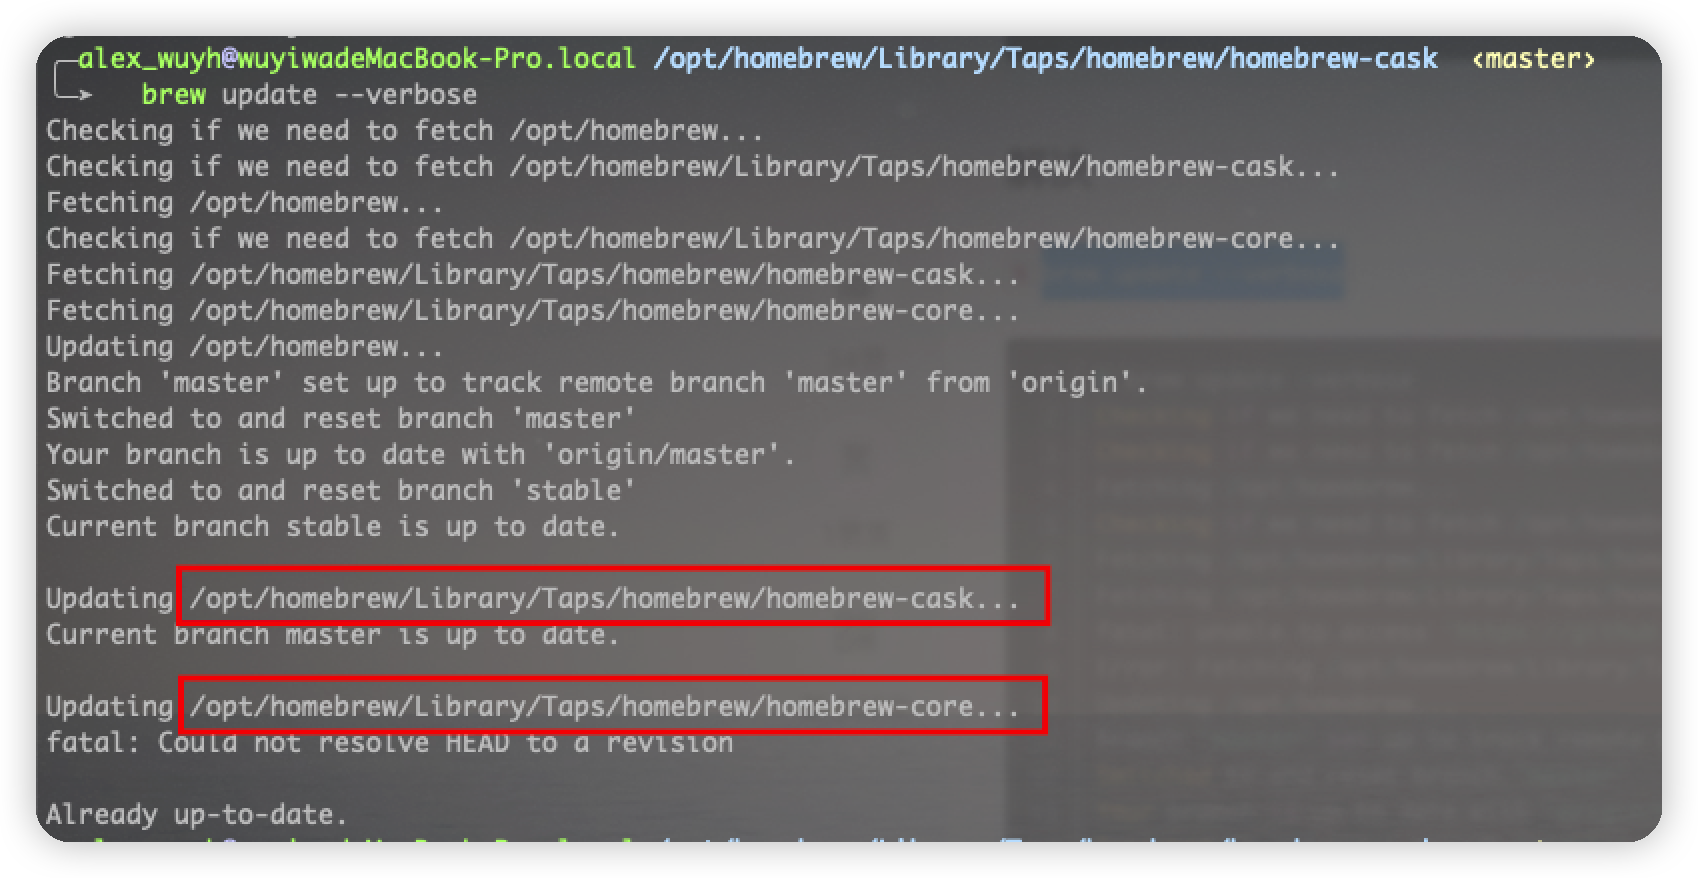 alex_wuyh@wuyiwadeMacBook-Pro.local /opt/homebrew/Library/Taps/homebrew/homebrew-cask <master>
brew update --verbose
Checking if we need to fetch /opt/homebrew...
Checking if we need to fetch /opt/homebrew/Library/Taps/homebrew/homebrew-cask...
Fetching /opt/homebrew...
Checking if we need to fetch /opt/homebrew/Library/Taps/homebrew/homebrew-core...
Fetching /opt/homebrew/Library/Taps/homebrew/homebrew-cask...
Fetching /opt/homebrew/Library/Taps/homebrew/homebrew-core...
Updating /opt/homebrew...
Branch 'master' set up to track remote branch 'master' from 'origin'.
Switched to and reset branch 'master'
Your branch is up to date with 'origin/master'.
Switched to and reset branch 'stable'
Current branch stable is up to date.
Updating /opt/homebrew/Library/Taps/homebrew/homebrew-cask...
Current branch master is up to date.
Updating /opt/homebrew/Library/Taps/homebrew/homebrew-core...
fatal: Could not resolve HEAD to a revision
Already up-to-date.